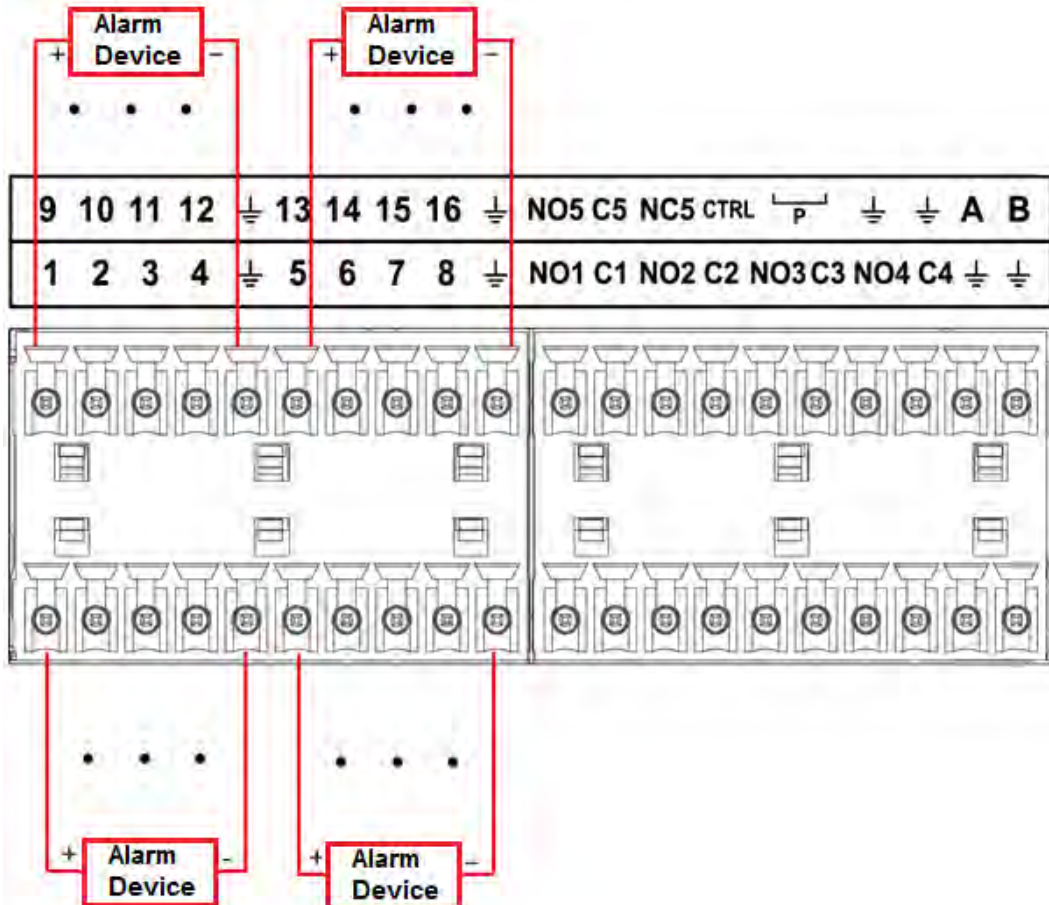 Alarm Device
Alarm Device
+ - + -
9 10 11 12 ⏚ 13 14 15 16 ⏚ NO5 C5 NC5 CTRL P ⏚ ⏚ A B
1 2 3 4 ⏚ 5 6 7 8 ⏚ NO1 C1 NO2 C2 NO3 C3 NO4 C4 ⏚ ⏚
+ - + -
Alarm Device
Alarm Device